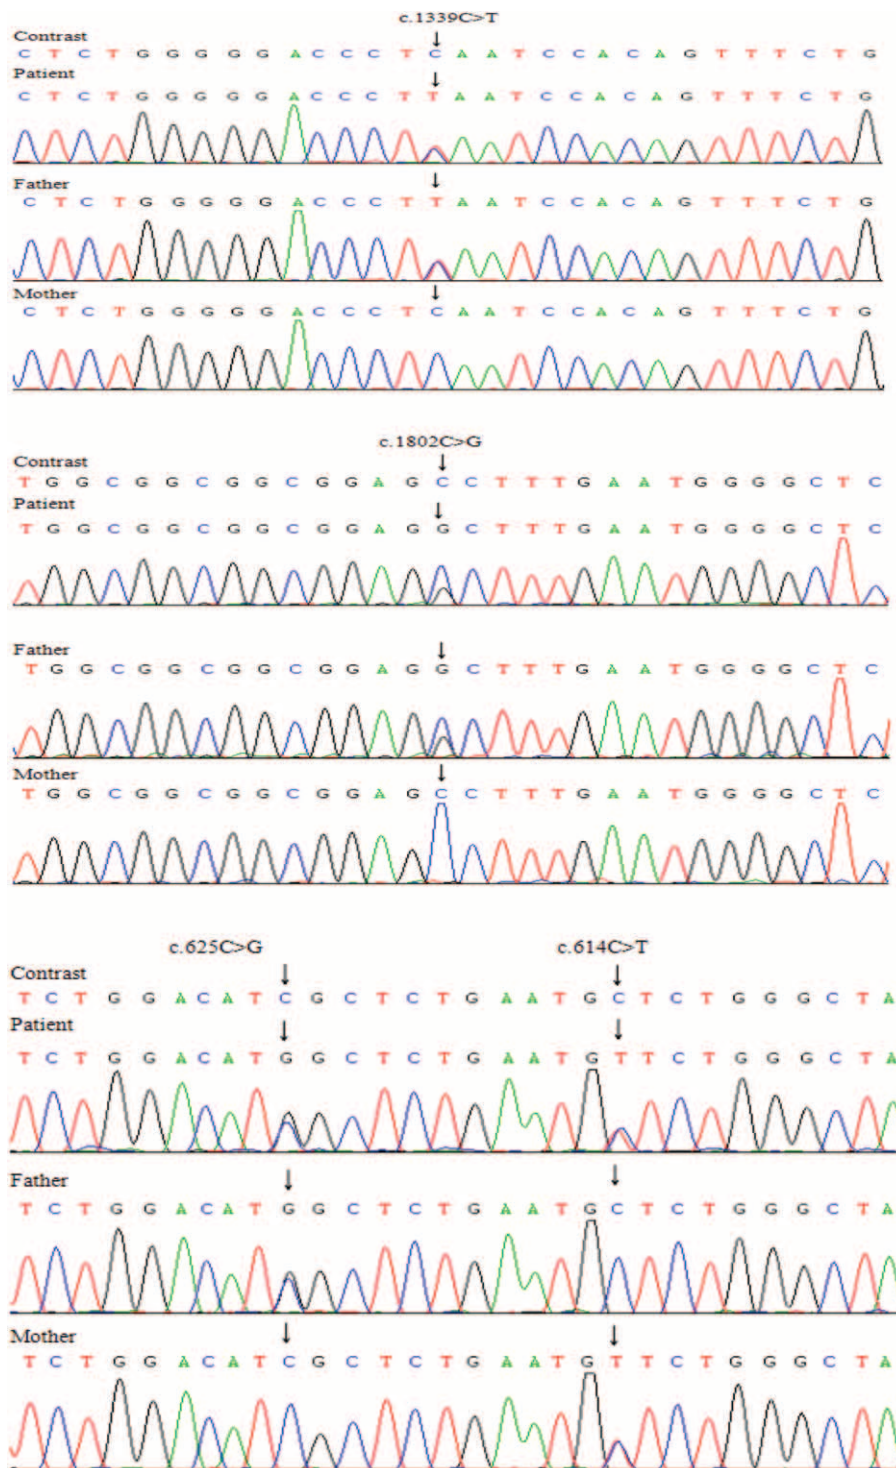 c.1339C>T
Contrast
C T C T G G G G G A C C C T C A A T C C A C A G T T T C T G
Patient
C T C T G G G G G A C C C T T A A T C C A C A G T T T C T G
Father
C T C T G G G G G A C C C T T A A T C C A C A G T T T C T G
Mother
C T C T G G G G G A C C C T C A A T C C A C A G T T T C T G
c.1802C>G
Contrast
T G G C G G C G G C G G A G C C T T T G A A T G G G G C T C
Patient
T G G C G G C G G C G G A G G C T T T G A A T G G G G C T C
Father
T G G C G G C G G C G G A G G C T T T G A A T G G G G C T C
Mother
T G G C G G C G G C G G A G C C T T T G A A T G G G G C T C
c.625C>G c.614C>T
Contrast
T C T G G A C A T C G C T C T G A A T G C T C T G G G C T A
Patient
T C T G G A C A T G G C T C T G A A T G T T C T G G G C T A
Father
T C T G G A C A T G G C T C T G A A T G C T C T G G G C T A
Mother
T C T G G A C A T C G C T C T G A A T G T T C T G G G C T A